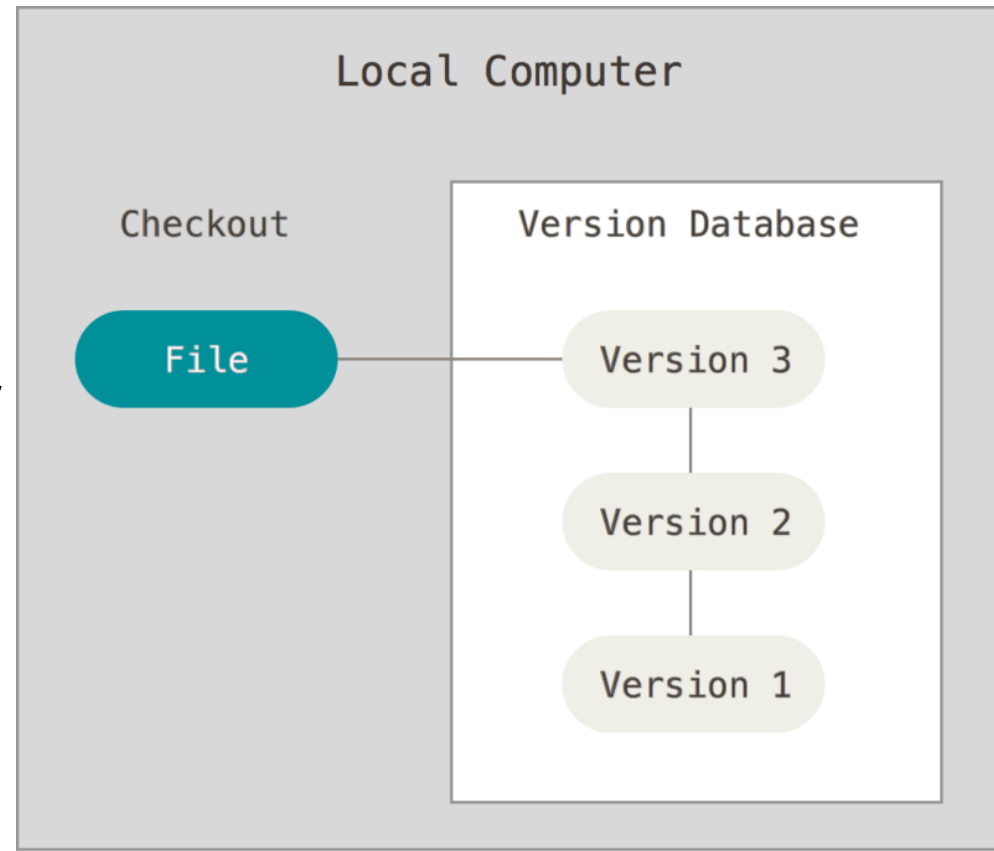 Local Computer
Checkout
Version Database
File
Version 3
Version 2
Version 1